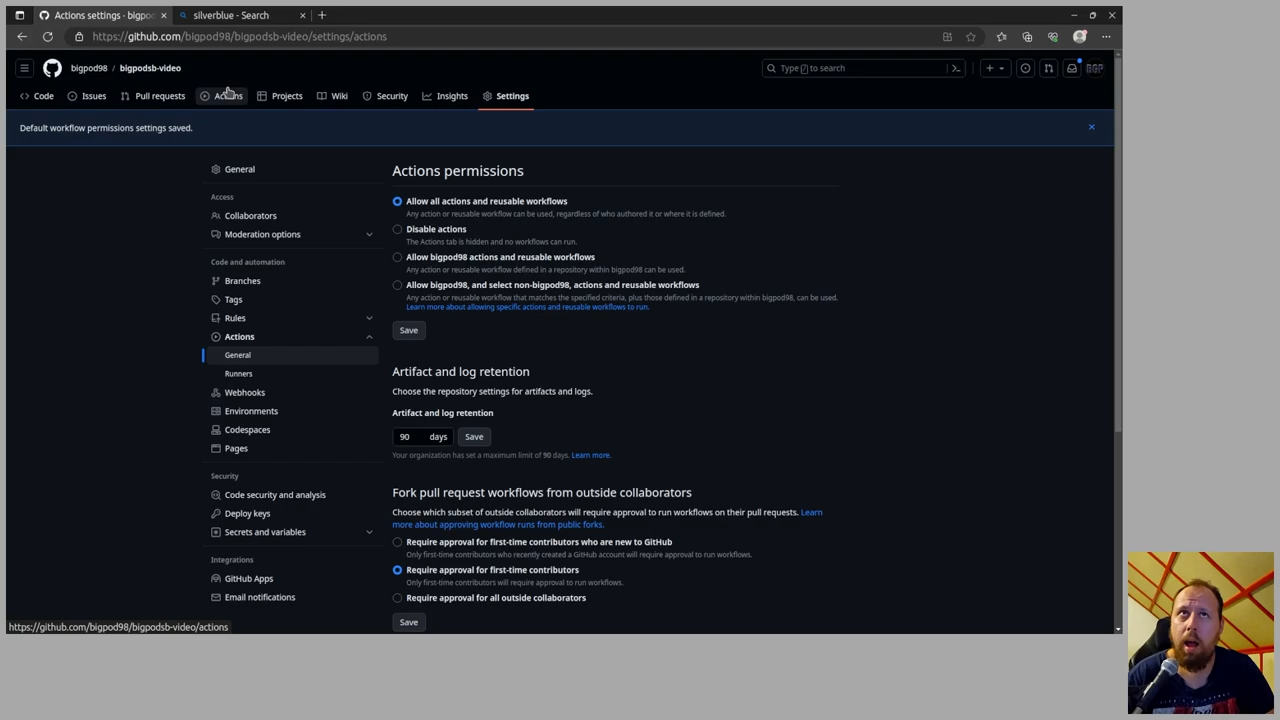 Actions settings - bigpo
silverblue - Search
https://github.com/bigpod98/bigpodsb-video/settings/actions
bigpod98 / bigpodsb-video
Type / to search
Code
Issues
Pull requests
Actions
Projects
Wiki
Security
Insights
Settings
Default workflow permissions settings saved.
General
Access
Collaborators
Moderation options
Code and automation
Branches
Tags
Rules
Actions
General
Runners
Webhooks
Environments
Codespaces
Pages
Security
Code security and analysis
Deploy keys
Secrets and variables
Integrations
GitHub Apps
Email notifications
Actions permissions
Allow all actions and reusable workflows
Any action or reusable workflow can be used, regardless of who authored it or where it is defined.
Disable actions
The Actions tab is hidden and no workflows can run.
Allow bigpod98 actions and reusable workflows
Any action or reusable workflow defined in a repository within bigpod98 can be used.
Allow bigpod98, and select non-bigpod98, actions and reusable workflows
Any action or reusable workflow that matches the specified criteria, plus those defined in a repository within bigpod98, can be used.
Learn more about allowing specific actions and reusable workflows to run.
Save
Artifact and log retention
Choose the repository settings for artifacts and logs.
Artifact and log retention
90 days Save
Your organization has set a maximum limit of 90 days. Learn more.
Fork pull request workflows from outside collaborators
Choose which subset of outside collaborators will require approval to run workflows on their pull requests. Learn
more about approving workflow runs from public forks.
Require approval for first-time contributors who are new to GitHub
Only first-time contributors who recently created a GitHub account will require approval to run workflows.
Require approval for first-time contributors
Only first-time contributors will require approval to run workflows.
Require approval for all outside collaborators
Save
https://github.com/bigpod98/bigpodsb-video/actions